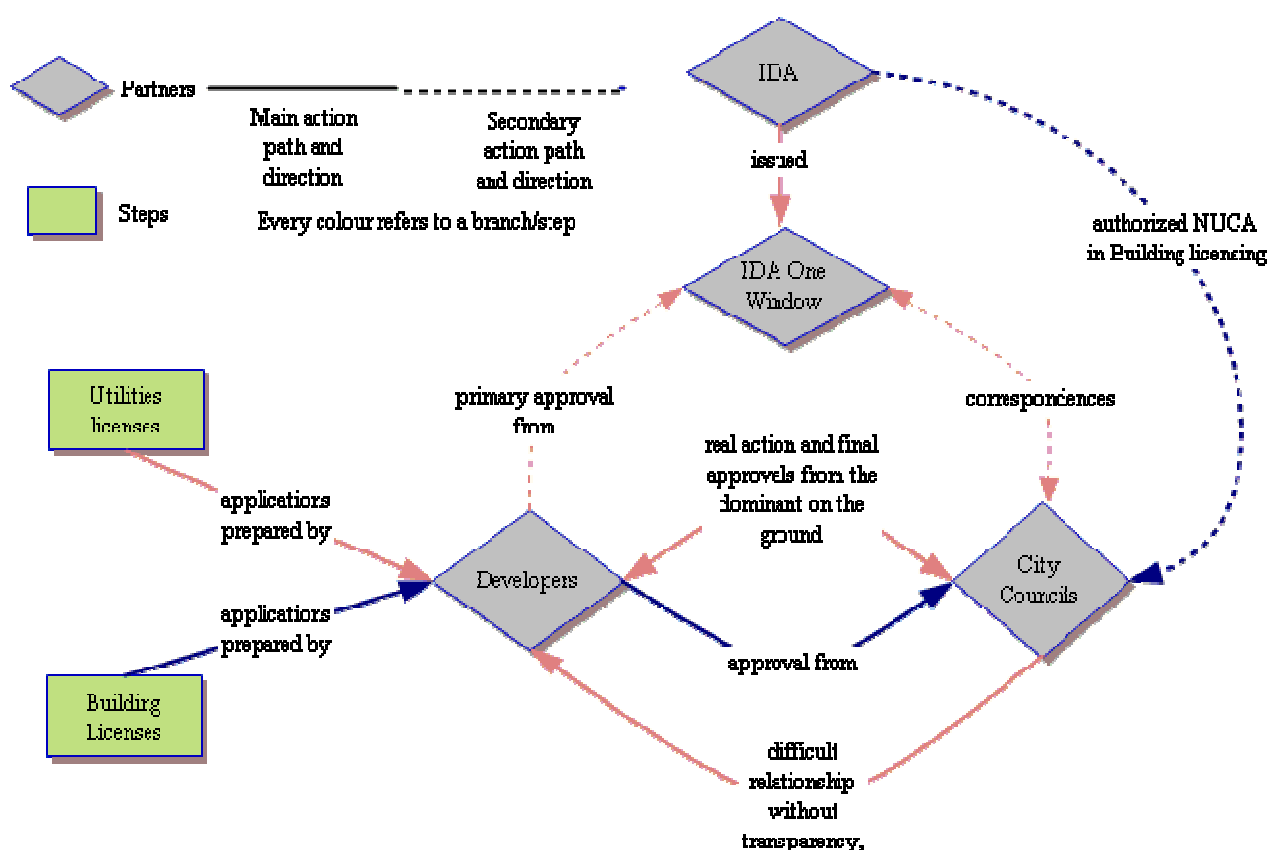 Partners
Main action
path and
direction
Secondary
action path
and direction
Steps
Every colour refers to a branch/step
IDA
issued
authorized NUCA
in Building licencing
IDA One
Window
Utilities
licenses
primary approval
from
correspondences
real action and final
approvels from the
dominant on the
ground
applications
prepared by
Developers
City
Councils
applications
prepared by
approval from
Building
Licenses
difficult
relationship
without
transparency,